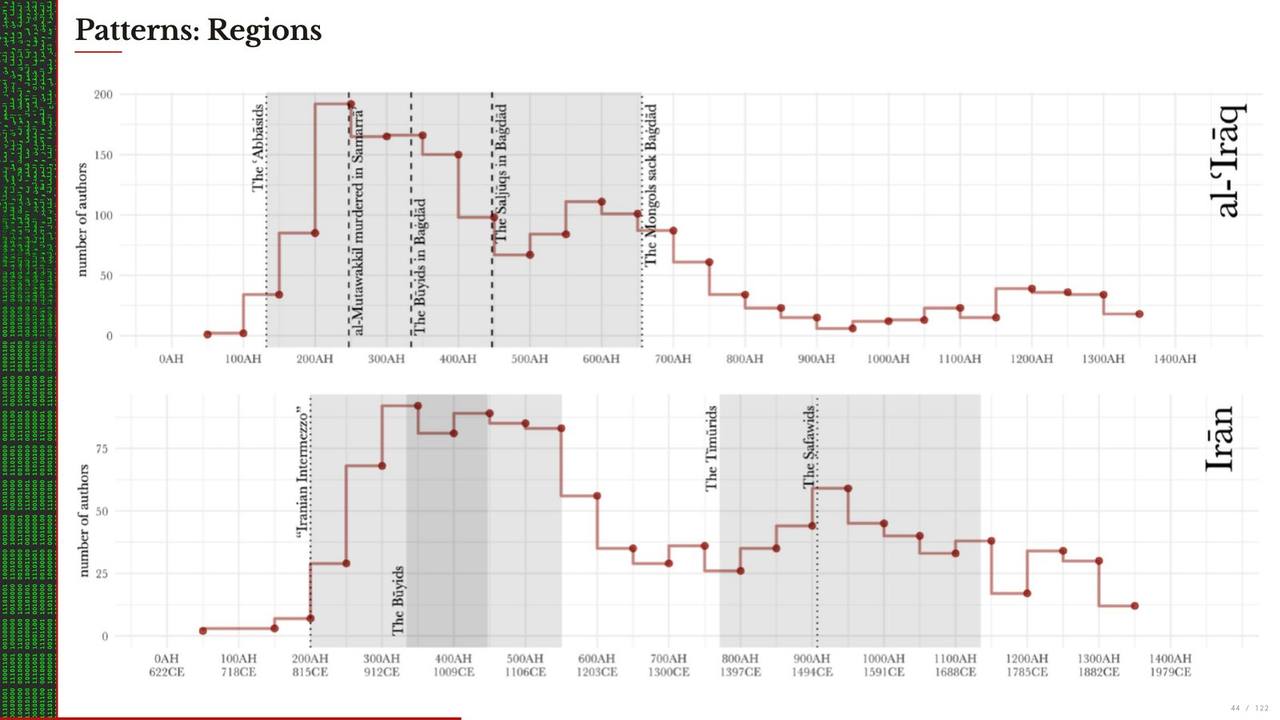 Patterns: Regions
200
150
100
50
0
number of authors
The ʿAbbāsids
al-Mutawakkil murdered in Sāmarrāʾ
The Būyids in Baġdād
The Saljūqs in Baġdād
The Mongols sack Baġdād
al-ʿIrāq
0AH 100AH 200AH 300AH 400AH 500AH 600AH 700AH 800AH 900AH 1000AH 1100AH 1200AH 1300AH 1400AH
75
50
25
0
number of authors
“Iranian Intermezzo”
The Būyids
The Tīmūrids
The Ṣafawids
Irān
0AH 100AH 200AH 300AH 400AH 500AH 600AH 700AH 800AH 900AH 1000AH 1100AH 1200AH 1300AH 1400AH
622CE 718CE 815CE 912CE 1009CE 1106CE 1203CE 1300CE 1397CE 1494CE 1591CE 1688CE 1785CE 1882CE 1979CE
44 / 122